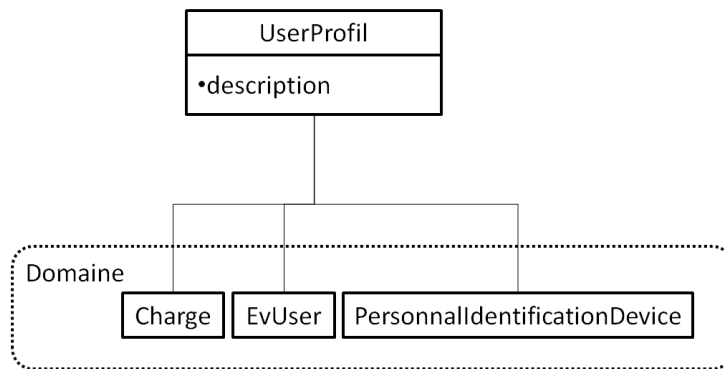 UserProfil
•description
Domaine
Charge EvUser PersonnalIdentificationDevice